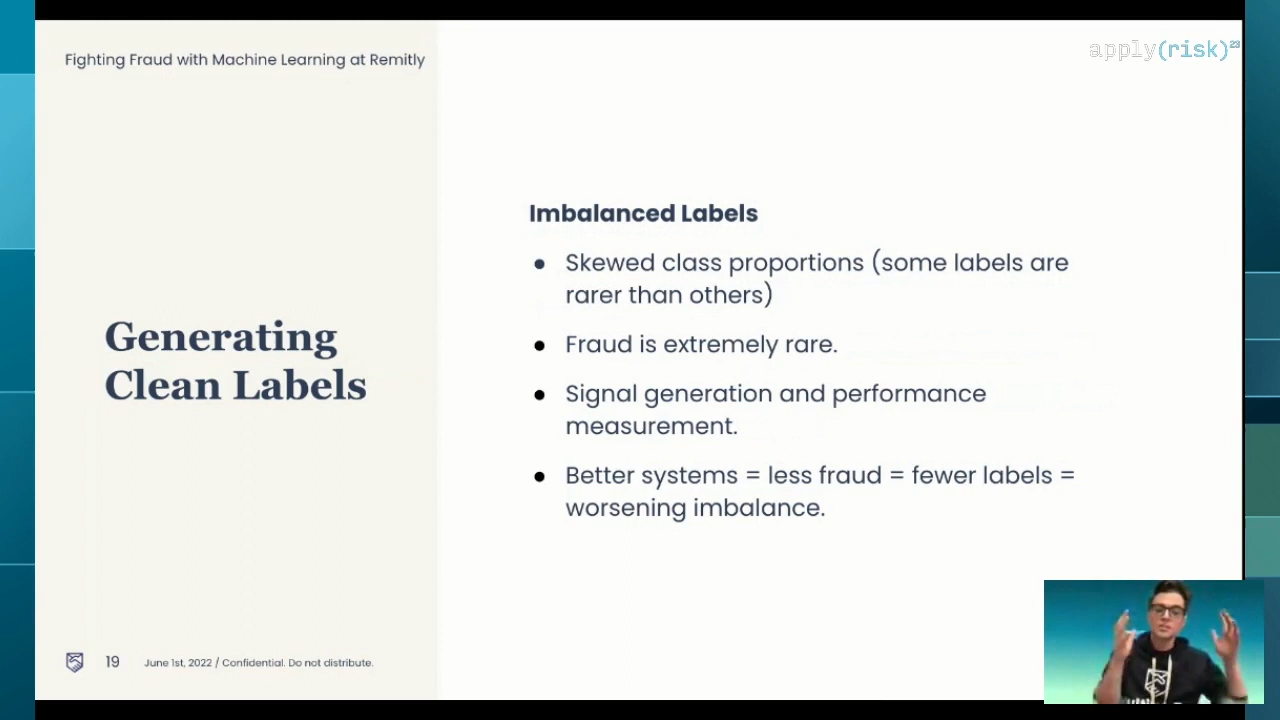 Fighting Fraud with Machine Learning at Remitly
apply(risk)23
Generating
Clean Labels
Imbalanced Labels
● Skewed class proportions (some labels are
rarer than others)
● Fraud is extremely rare.
● Signal generation and performance
measurement.
● Better systems = less fraud = fewer labels =
worsening imbalance.
19
June 1st, 2022 / Confidential. Do not distribute.